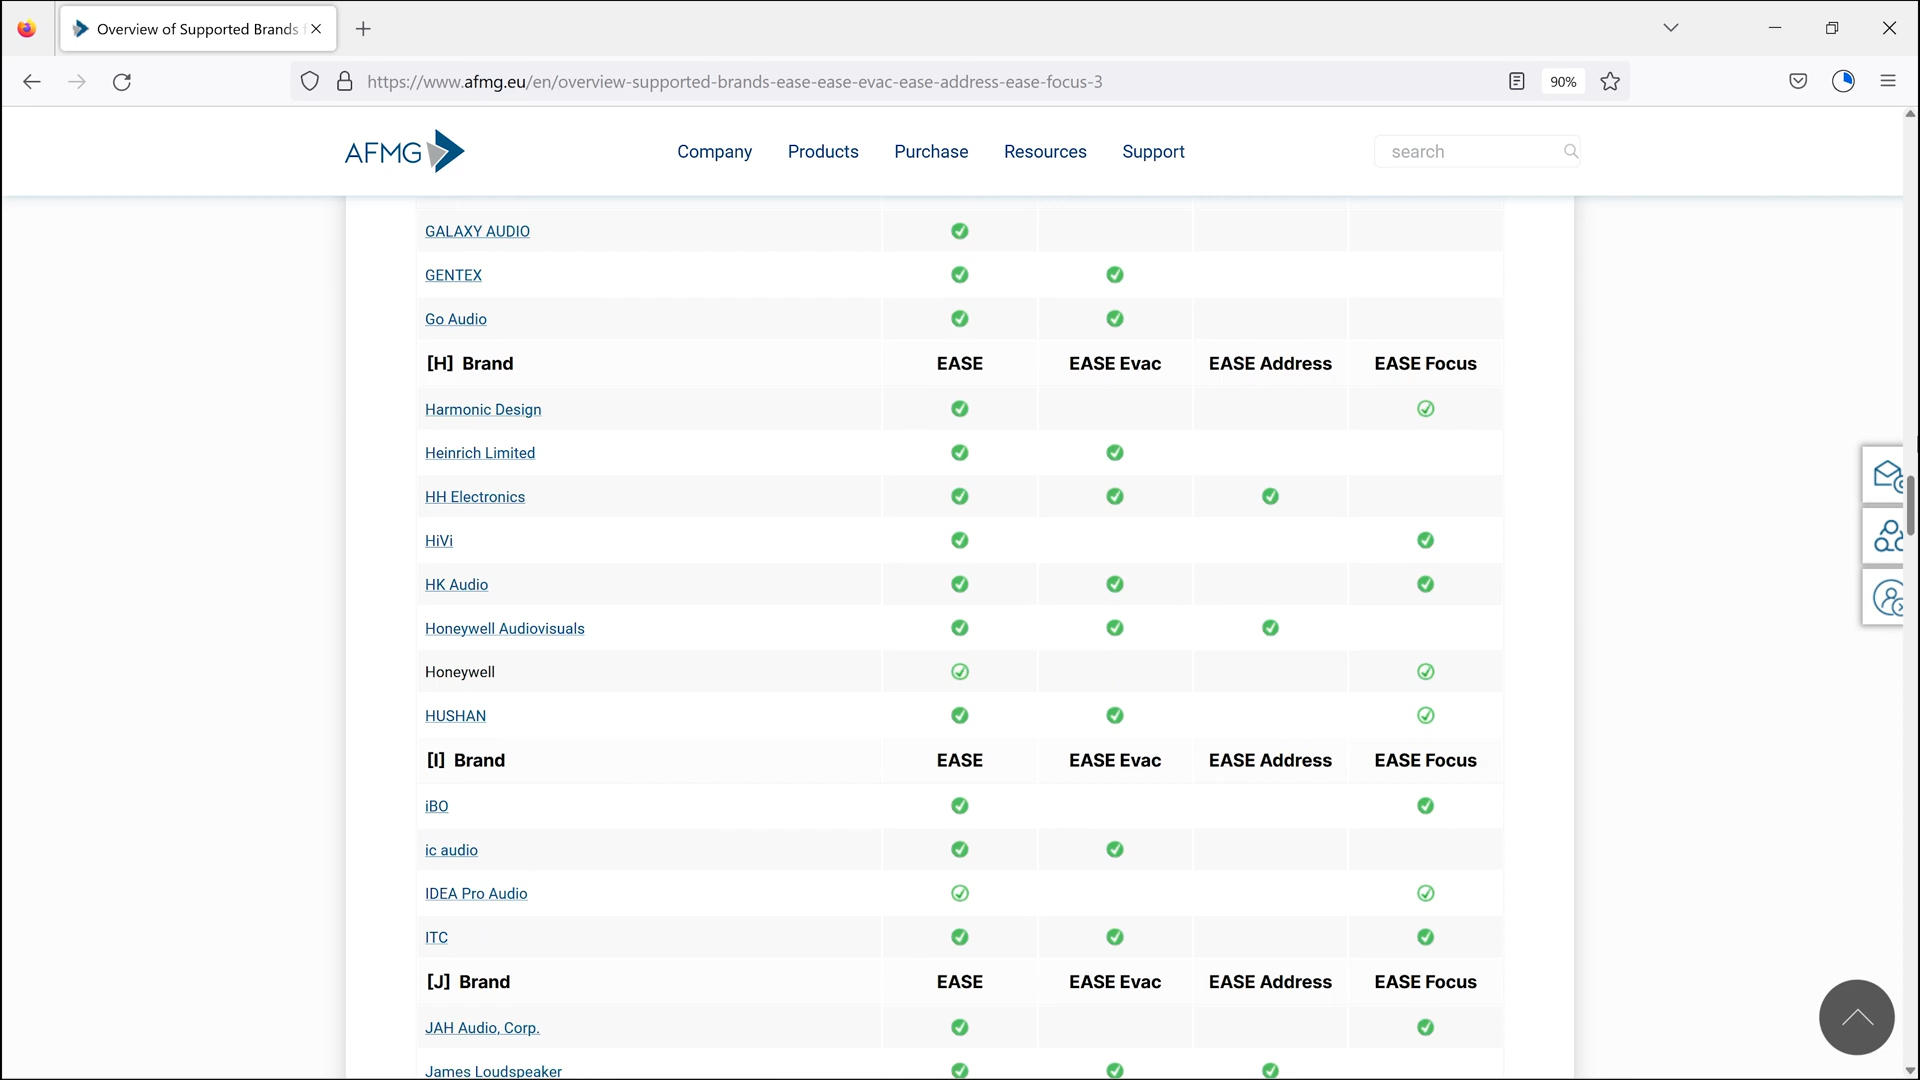 Overview of Supported Brands f
https://www.afmg.eu/en/overview-supported-brands-ease-ease-evac-ease-address-ease-focus-3
90%
AFMG
Company
Products
Purchase
Resources
Support
search
GALAXY AUDIO
GENTEX
Go Audio
[H] Brand EASE EASE Evac EASE Address EASE Focus
Harmonic Design
Heinrich Limited
HH Electronics
HiVi
HK Audio
Honeywell Audiovisuals
Honeywell
HUSHAN
[I] Brand EASE EASE Evac EASE Address EASE Focus
iBO
ic audio
IDEA Pro Audio
ITC
[J] Brand EASE EASE Evac EASE Address EASE Focus
JAH Audio, Corp.
James Loudspeaker